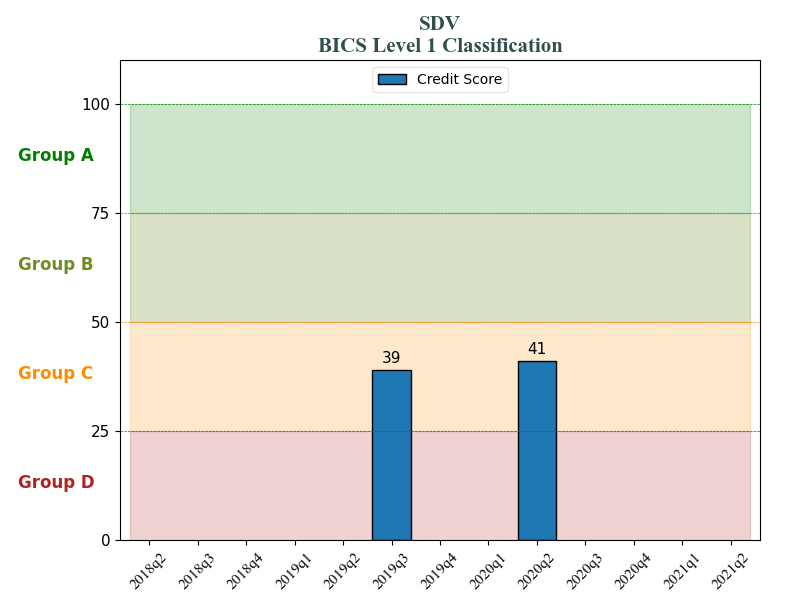 SDV
BICS Level 1 Classification
Credit Score
100
Group A
75
Group B
50
41
39
Group C
25
Group D
0
2018q2 2018q3 2018q4 2019q1 2019q2 2019q3 2019q4 2020q1 2020q2 2020q3 2020q4 2021q1 2021q2